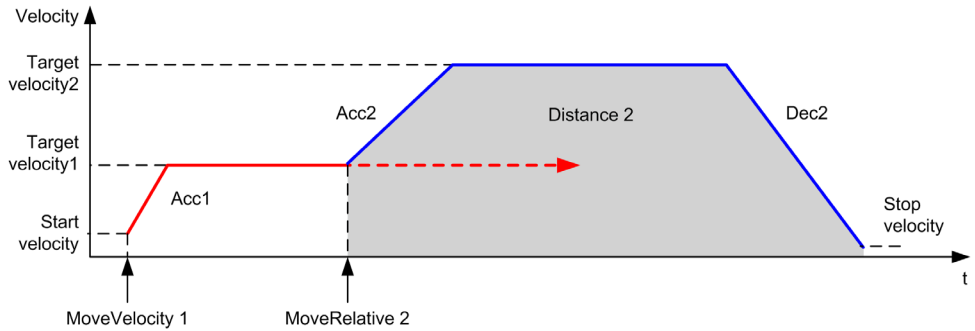 Velocity
Target
velocity2
Acc2
Distance 2
Dec2
Target
velocity1
Acc1
Start
velocity
Stop
velocity
t
MoveVelocity 1
MoveRelative 2